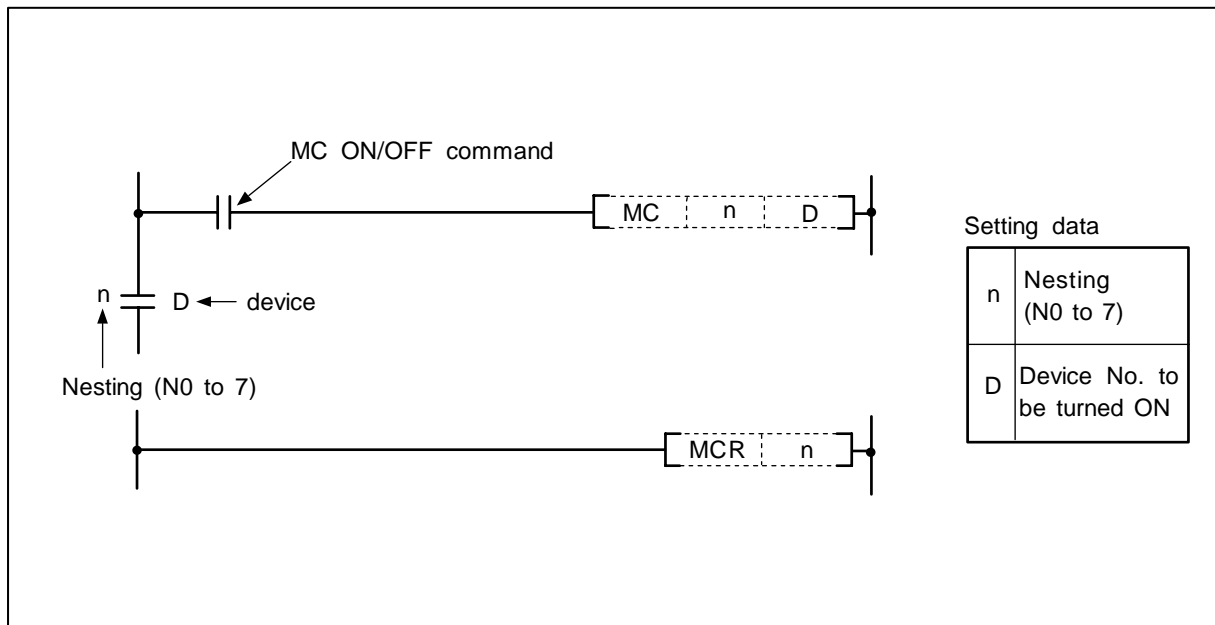 MC ON/OFF command
MC n D
n D device
Nesting (N0 to 7)
MCR n
Setting data
n Nesting
(N0 to 7)
D Device No. to
be turned ON